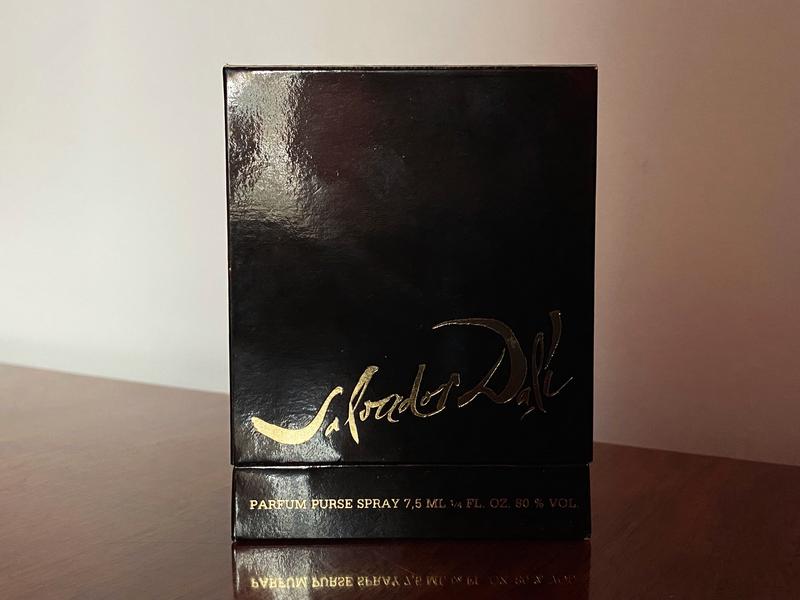 Salvador Dalí
PARFUM PURSE SPRAY 7,5 ML ¼ FL. OZ. 80 % VOL.